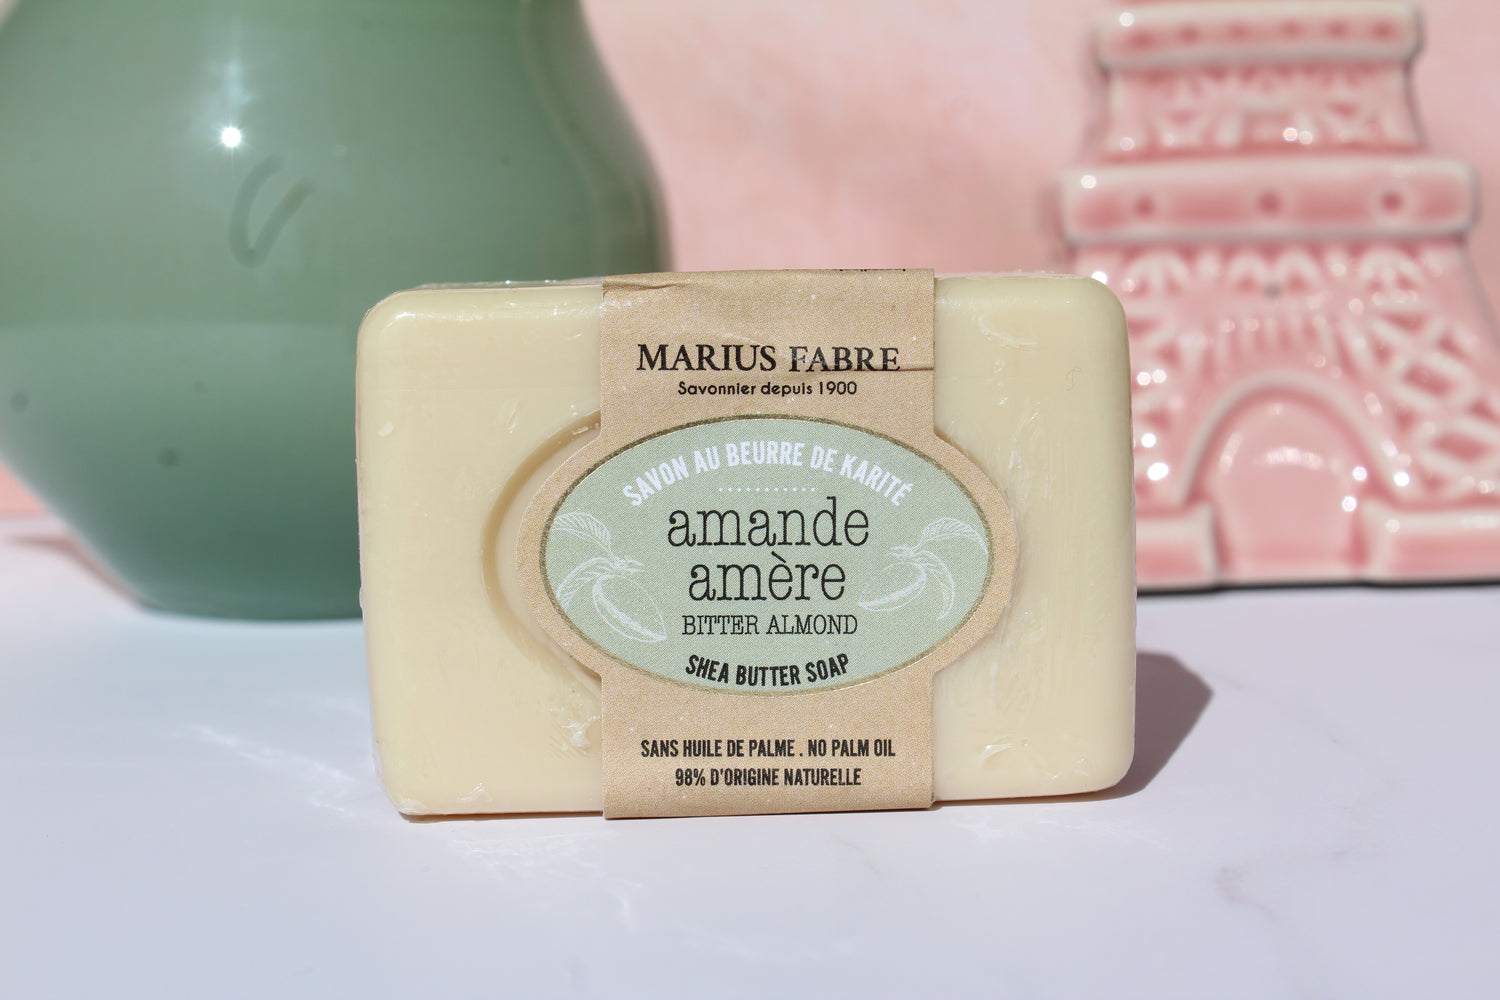 MARIUS FABRE
Savonnier depuis 1900
SAVON AU BEURRE DE KARITÉ
amande
amère
BITTER ALMOND
SHEA BUTTER SOAP
SANS HUILE DE PALME . NO PALM OIL
98% D'ORIGINE NATURELLE